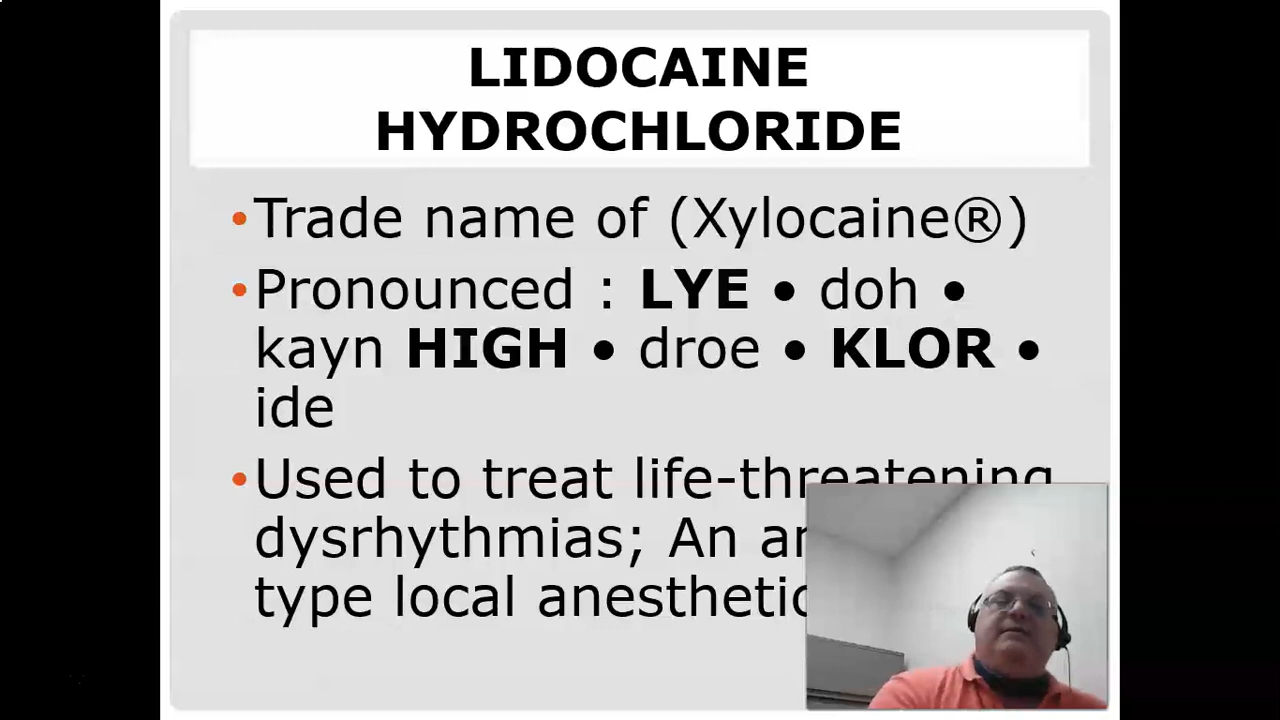 LIDOCAINE
HYDROCHLORIDE
•Trade name of (Xylocaine®)
•Pronounced : LYE • doh •
kayn HIGH • droe • KLOR •
ide
•Used to treat life-threatening
dysrhythmias; An
type local anesthetic